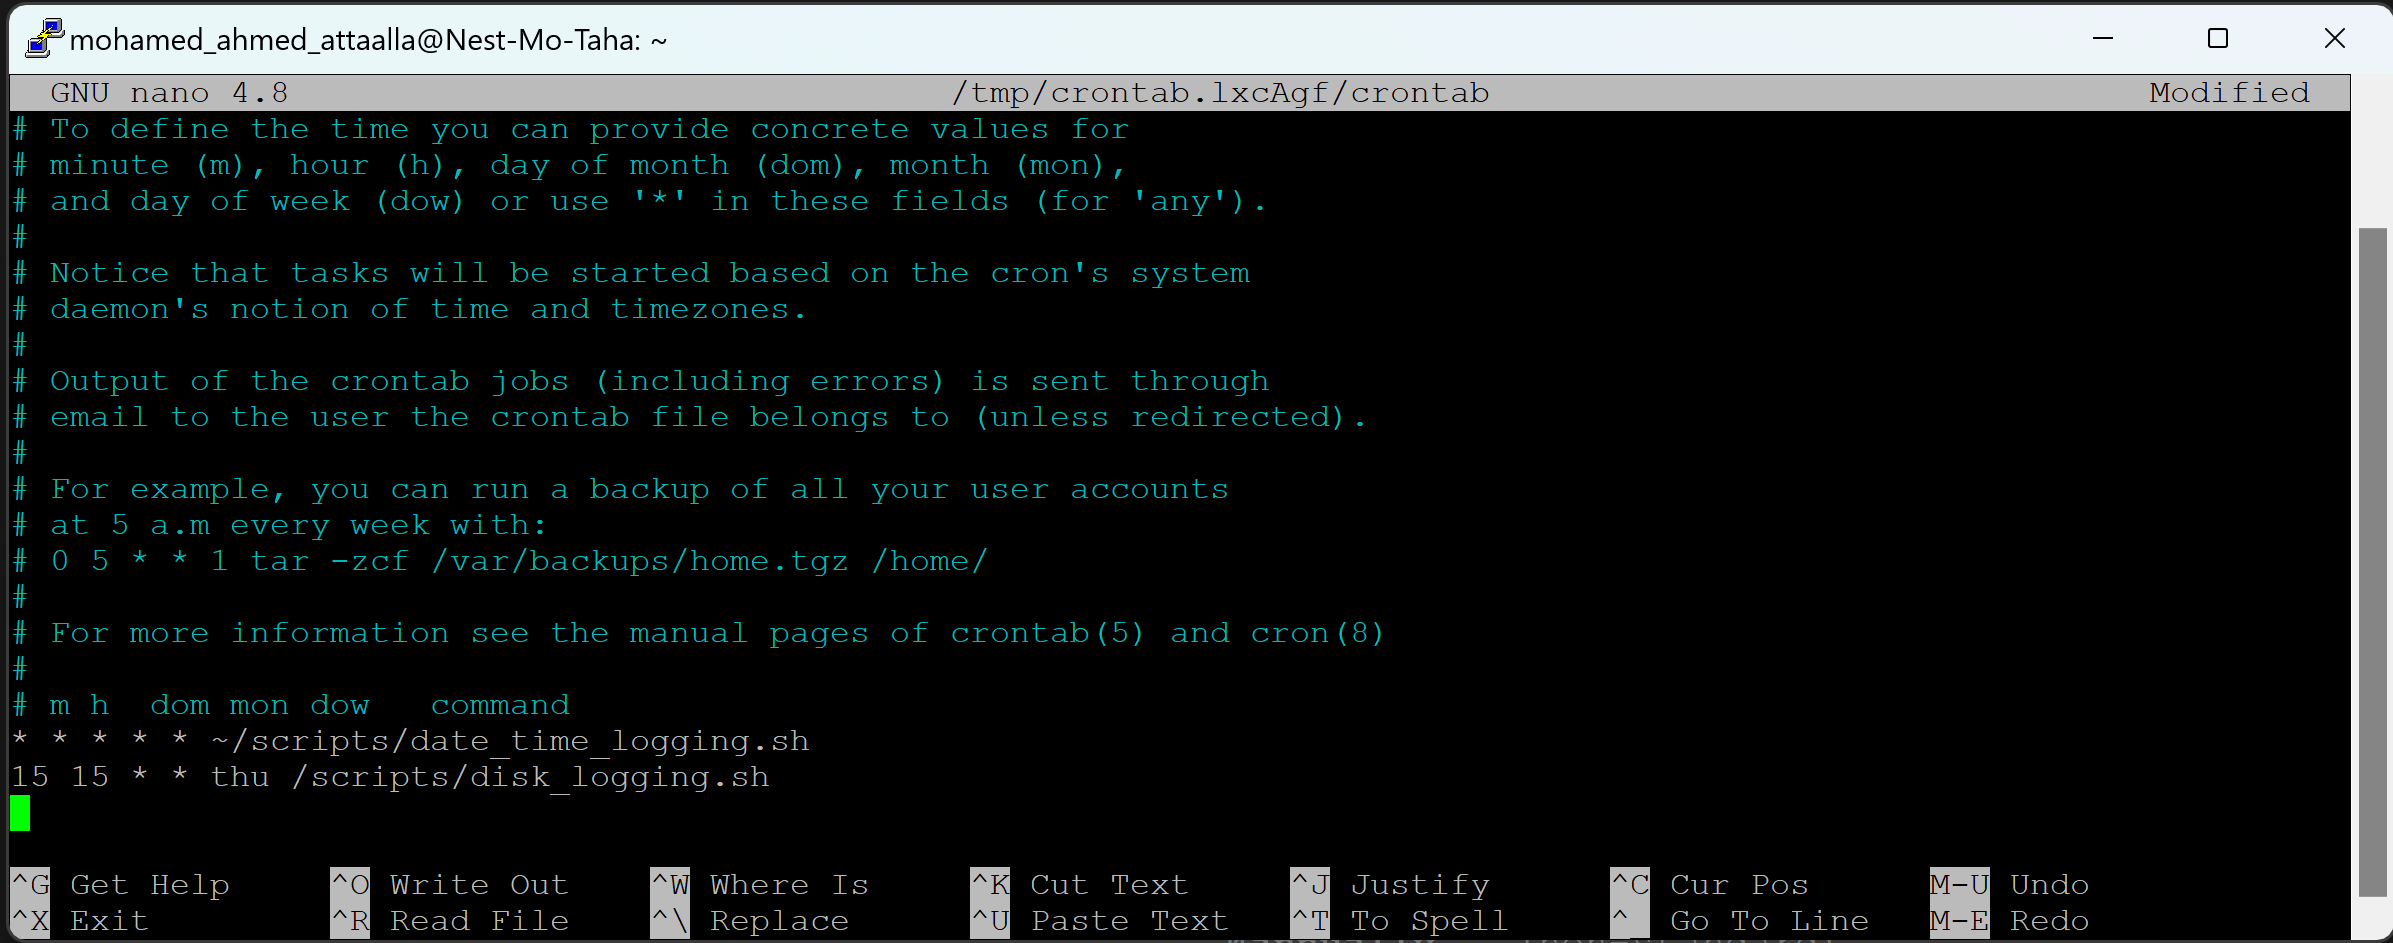 mohamed_ahmed_attaalla@Nest-Mo-Taha: ~
GNU nano 4.8 /tmp/crontab.lxcAgf/crontab Modified
# To define the time you can provide concrete values for
# minute (m), hour (h), day of month (dom), month (mon),
# and day of week (dow) or use '*' in these fields (for 'any').
#
# Notice that tasks will be started based on the cron's system
# daemon's notion of time and timezones.
#
# Output of the crontab jobs (including errors) is sent through
# email to the user the crontab file belongs to (unless redirected).
#
# For example, you can run a backup of all your user accounts
# at 5 a.m every week with:
# 0 5 * * 1 tar -zcf /var/backups/home.tgz /home/
#
# For more information see the manual pages of crontab(5) and cron(8)
#
# m h  dom mon dow   command
* * * * * ~/scripts/date_time_logging.sh
15 15 * * thu /scripts/disk_logging.sh
^G Get Help ^O Write Out ^W Where Is ^K Cut Text ^J Justify ^C Cur Pos M-U Undo
^X Exit ^R Read File ^\ Replace ^U Paste Text ^T To Spell ^ Go To Line M-E Redo